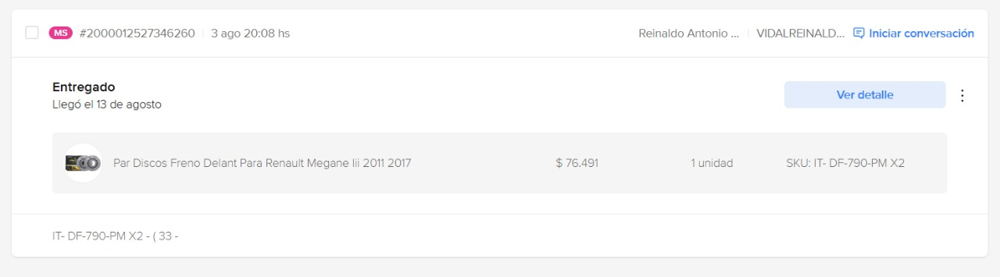 MS #2000012527346260 3 ago 20:08 hs Reinaldo Antonio ... VIDALREINALD... Iniciar conversación
Entregado
Llegó el 13 de agosto
Ver detalle
Par Discos Freno Delant Para Renault Megane Iii 2011 2017 $ 76.491 1 unidad SKU: IT- DF-790-PM X2
IT- DF-790-PM X2 - ( 33 -